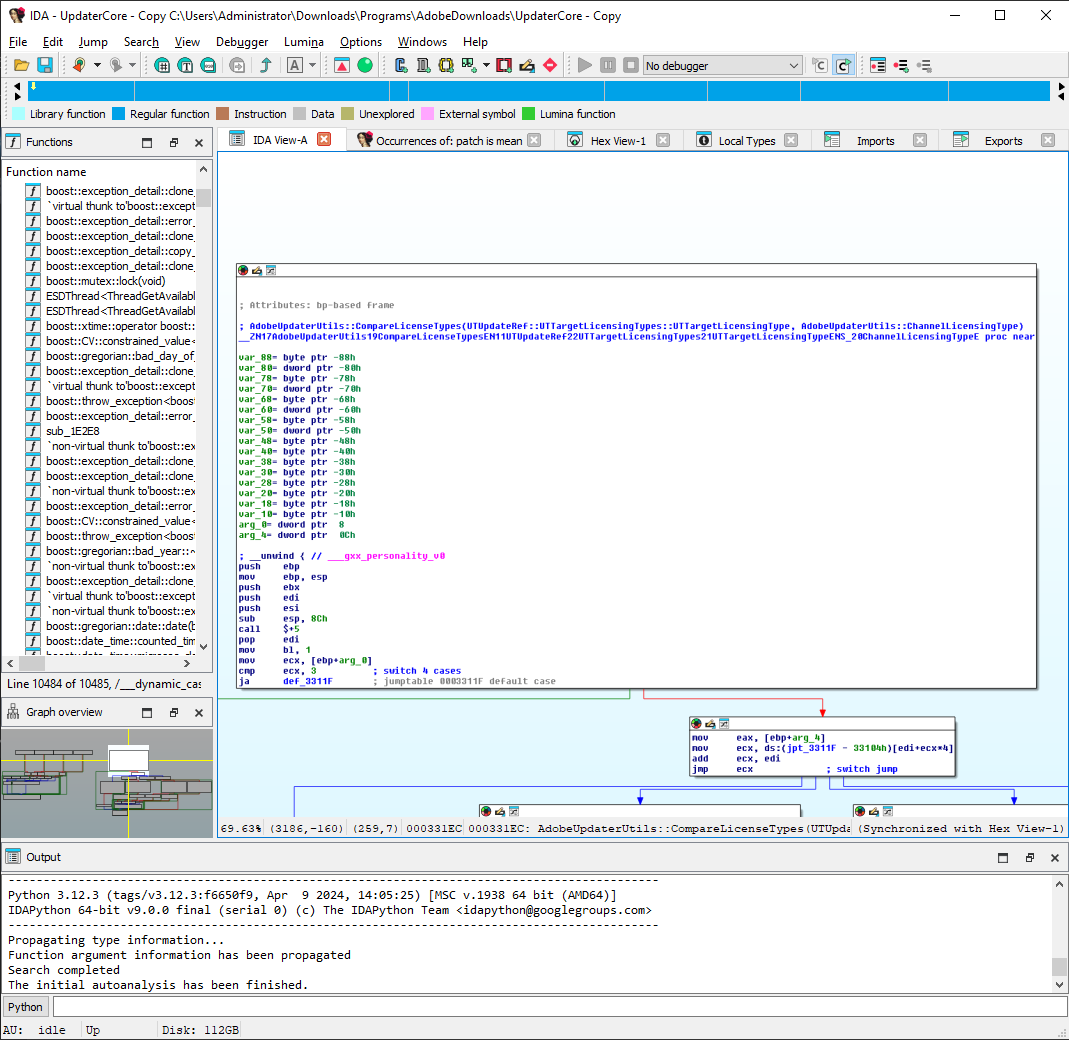 IDA - UpdaterCore - Copy C:\Users\Administrator\Downloads\Programs\AdobeDownloads\UpdaterCore - Copy
File Edit Jump Search View Debugger Lumina Options Windows Help
No debugger
Library function Regular function Instruction Data Unexplored External symbol Lumina function
Functions
IDA View-A Occurrences of: patch is mean Hex View-1 Local Types Imports Exports
Function name
boost::exception_detail::clone_
`virtual thunk to'boost::except
boost::exception_detail::error_
boost::exception_detail::clone_
boost::exception_detail::copy_
boost::exception_detail::clone_
boost::mutex::lock(void)
ESDThread<ThreadGetAvailabl
ESDThread<ThreadGetAvailabl
boost::xtime::operator boost::
boost::CV::constrained_value<
boost::gregorian::bad_day_of_
boost::exception_detail::clone_
`virtual thunk to'boost::except
boost::throw_exception<boost
boost::exception_detail::error_
sub_1E2E8
`non-virtual thunk to'boost::ex
boost::exception_detail::clone_
boost::exception_detail::clone_
`non-virtual thunk to'boost::ex
boost::exception_detail::error_
boost::CV::constrained_value<
boost::throw_exception<boost
boost::gregorian::bad_year::~
`non-virtual thunk to'boost::ex
boost::exception_detail::clone_
`virtual thunk to'boost::except
`non-virtual thunk to'boost::ex
boost::gregorian::date::date(b
boost::date_time::counted_tim
Line 10484 of 10485, /___dynamic_cas
Graph overview
; Attributes: bp-based frame
; AdobeUpdaterUtils::CompareLicenseTypes(UTUpdateRef::UTTargetLicensingTypes::UTTargetLicensingType, AdobeUpdaterUtils::ChannelLicensingType)
__ZN17AdobeUpdaterUtils19CompareLicenseTypesEN11UTUpdateRef22UTTargetLicensingTypes21UTTargetLicensingTypeENS_20ChannelLicensingTypeE proc near
var_88= byte ptr -88h
var_80= dword ptr -80h
var_78= byte ptr -78h
var_70= dword ptr -70h
var_68= byte ptr -68h
var_60= dword ptr -60h
var_58= byte ptr -58h
var_50= dword ptr -50h
var_48= byte ptr -48h
var_40= byte ptr -40h
var_38= byte ptr -38h
var_30= byte ptr -30h
var_28= byte ptr -28h
var_20= byte ptr -20h
var_18= byte ptr -18h
var_10= byte ptr -10h
arg_0= dword ptr 8
arg_4= dword ptr 0Ch
; __unwind { // ___gxx_personality_v0
push ebp
mov ebp, esp
push ebx
push edi
push esi
sub esp, 8Ch
call $+5
pop edi
mov bl, 1
mov ecx, [ebp+arg_0]
cmp ecx, 3 ; switch 4 cases
ja def_3311F ; jumptable 0003311F default case
mov eax, [ebp+arg_4]
mov ecx, ds:(jpt_3311F - 33104h)[edi+ecx*4]
add ecx, edi
jmp ecx ; switch jump
69.63% (3186,-160) (259,7) 000331EC 000331EC: AdobeUpdaterUtils::CompareLicenseTypes(UTUpda (Synchronized with Hex View-1)
Output
Python 3.12.3 (tags/v3.12.3:f6650f9, Apr 9 2024, 14:05:25) [MSC v.1938 64 bit (AMD64)]
IDAPython 64-bit v9.0.0 final (serial 0) (c) The IDAPython Team <idapython@googlegroups.com>
Propagating type information...
Function argument information has been propagated
Search completed
The initial autoanalysis has been finished.
Python
AU: idle Up Disk: 112GB